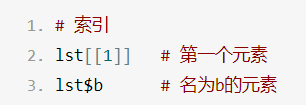 1. # 索引
2. lst[[1]]   # 第一个元素
3. lst$b      # 名为b的元素